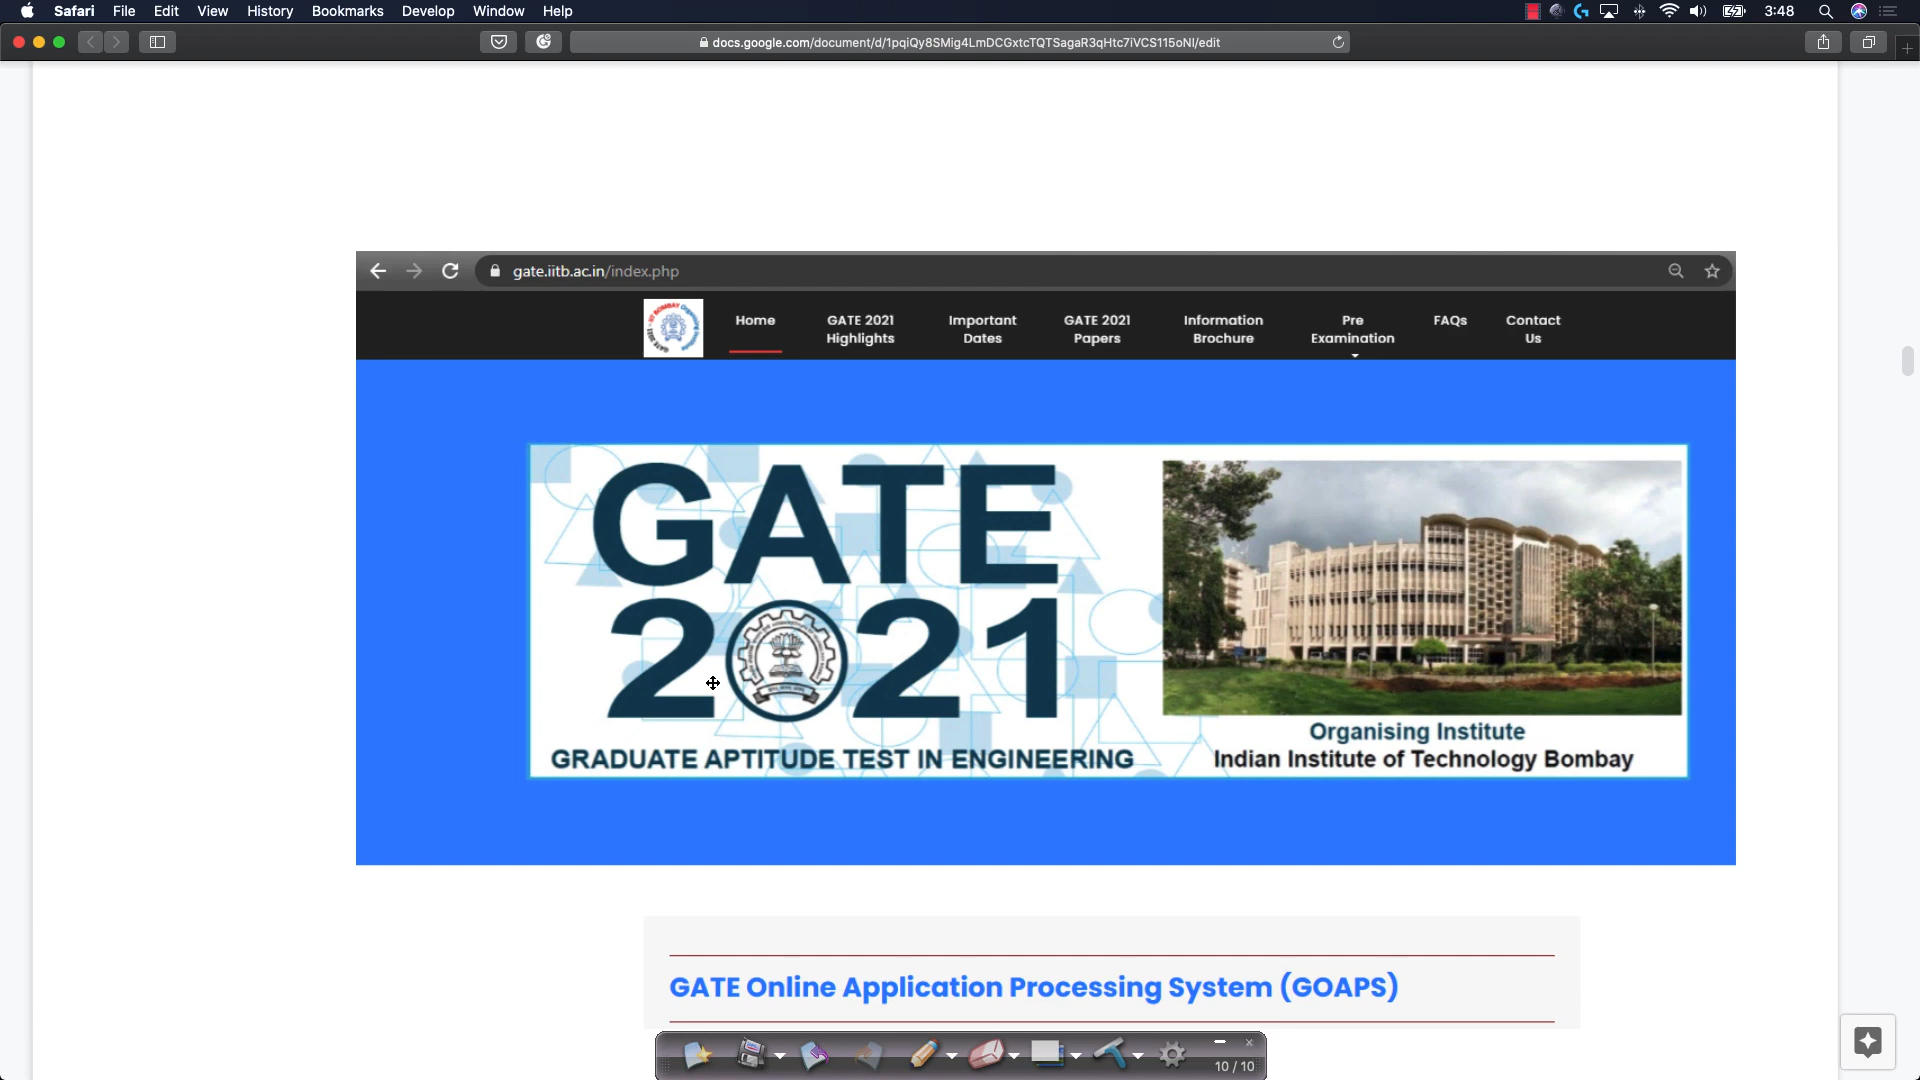 Safari File Edit View History Bookmarks Develop Window Help 3:48
docs.google.com/document/d/1pqiQy8SMig4LmDCGxtcTQTSagaR3qHtc7iVCS115oNI/edit
gate.iitb.ac.in/index.php
Home
GATE 2021
Highlights
Important
Dates
GATE 2021
Papers
Information
Brochure
Pre
Examination
FAQs
Contact
Us
GATE
2021
GRADUATE APTITUDE TEST IN ENGINEERING
Organising Institute
Indian Institute of Technology Bombay
GATE Online Application Processing System (GOAPS)
10 / 10